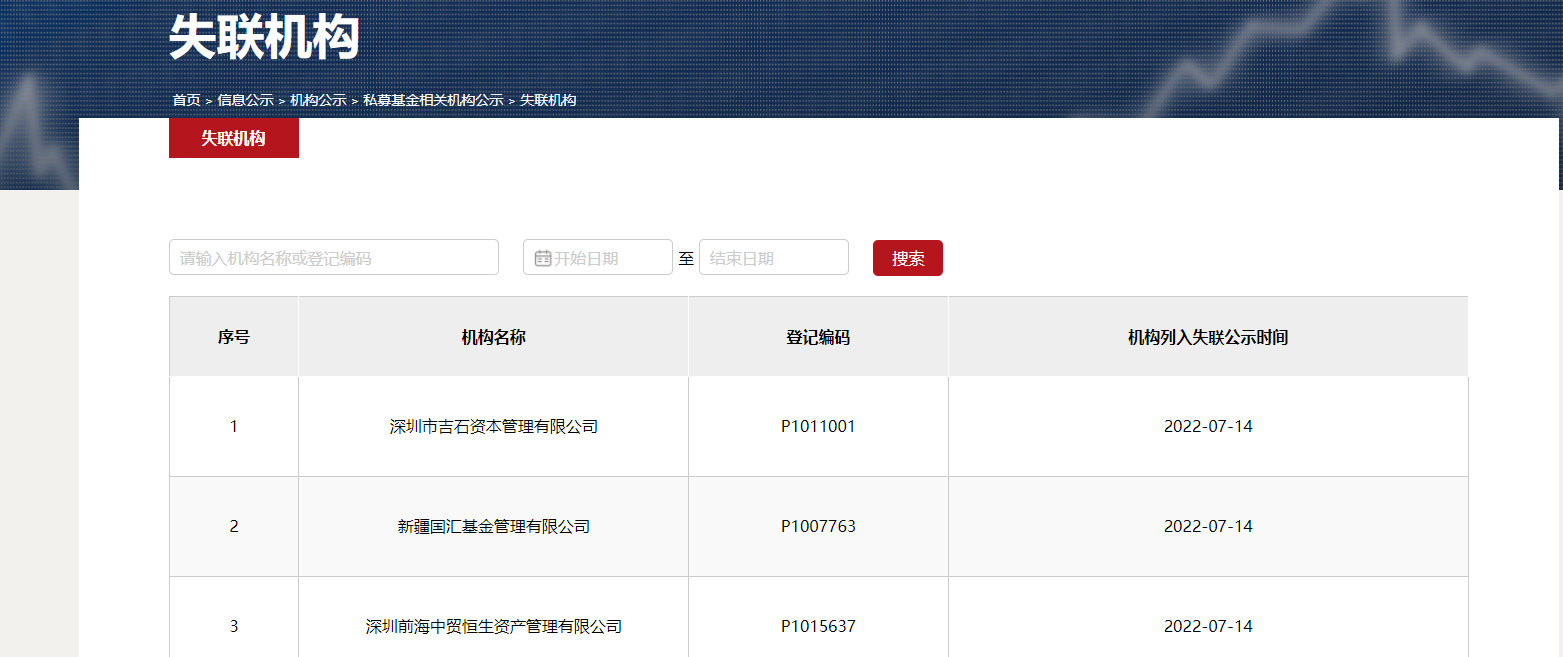 失联机构
首页 > 信息公示 > 机构公示 > 私募基金相关机构公示 > 失联机构
失联机构
请输入机构名称或登记编码 开始日期 至 结束日期 搜索
序号 机构名称 登记编码 机构列入失联公示时间
1 深圳市吉石资本管理有限公司 P1011001 2022-07-14
2 新疆国汇基金管理有限公司 P1007763 2022-07-14
3 深圳前海中贸恒生资产管理有限公司 P1015637 2022-07-14